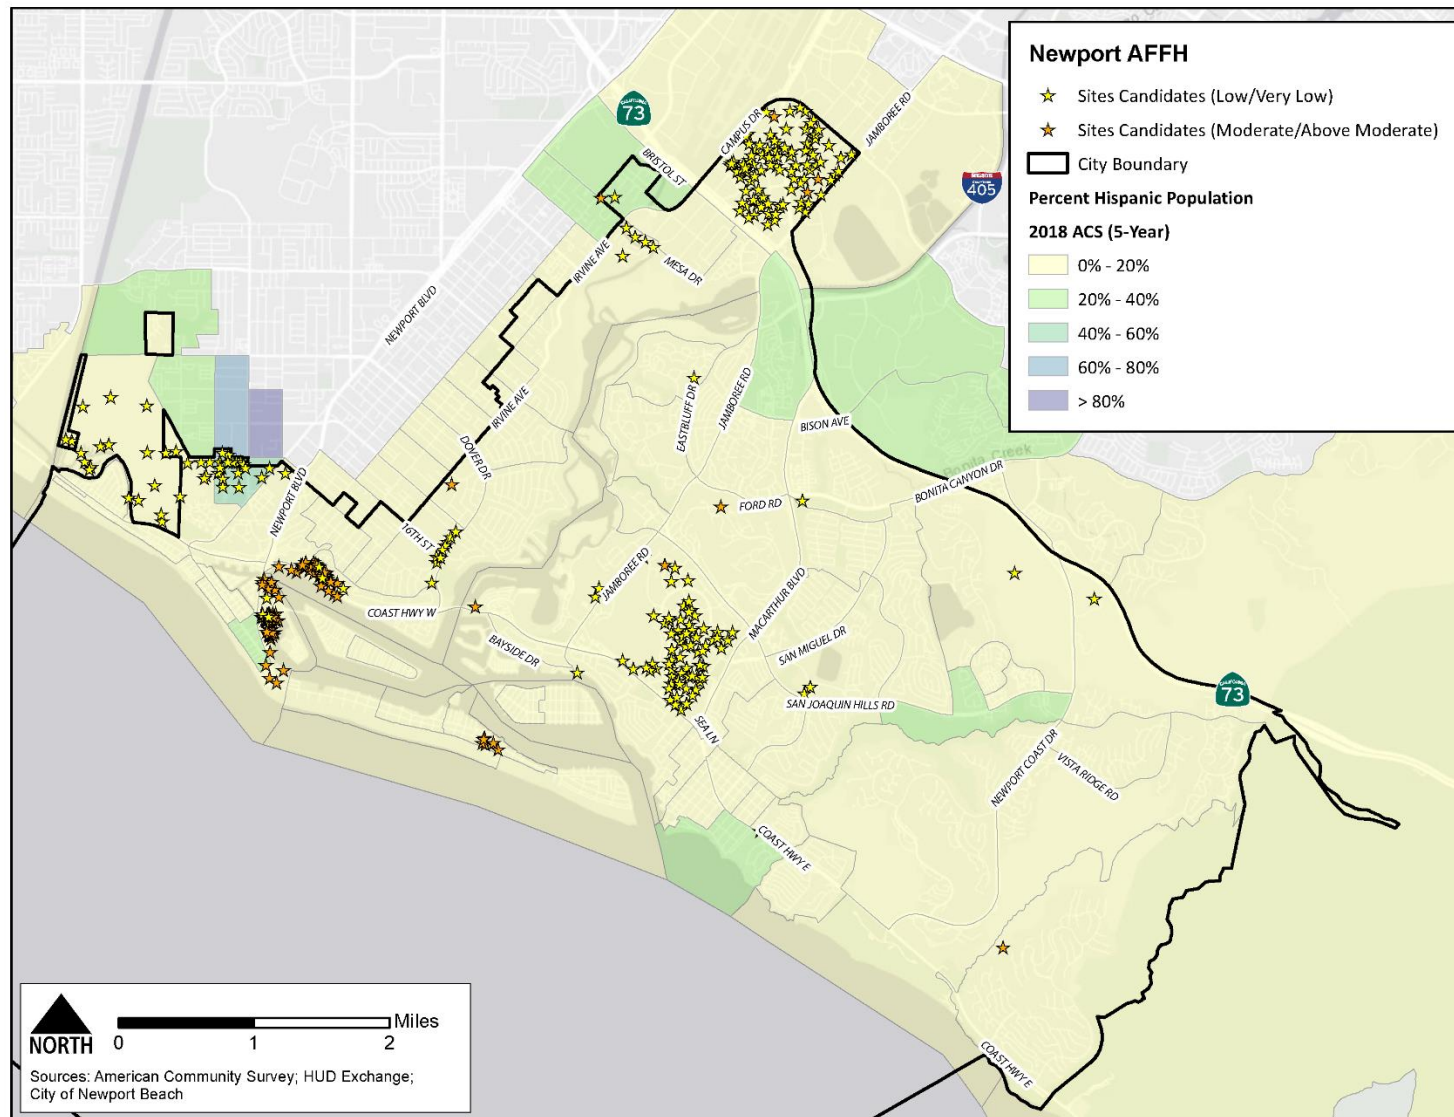 Newport AFFH
Sites Candidates (Low/Very Low)
Sites Candidates (Moderate/Above Moderate)
City Boundary
Percent Hispanic Population
2018 ACS (5-Year)
0% - 20%
20% - 40%
40% - 60%
60% - 80%
> 80%
CALIFORNIA
73
CAMPUS DR
JAMBOREE RD
BRISTOL ST
INTERSTATE
405
IRVINE AVE
MESA DR
NEWPORT BLVD
EASTBLUFF DR
JAMBOREE RD
IRVINE AVE
BISON AVE
DOVER DR
Bonita Creek
BONITA CANYON DR
NEWPORT BLVD
FORD RD
16TH ST
JAMBOREE RD
MACARTHUR BLVD
COAST HWY W
BAYSIDE DR
SAN MIGUEL DR
SAN JOAQUIN HILLS RD
CALIFORNIA
73
SEA LN
NEWPORT COAST DR
VISTA RIDGE RD
COAST HWY E
COAST HWY E
NORTH
0 1 2 Miles
Sources: American Community Survey; HUD Exchange;
City of Newport Beach